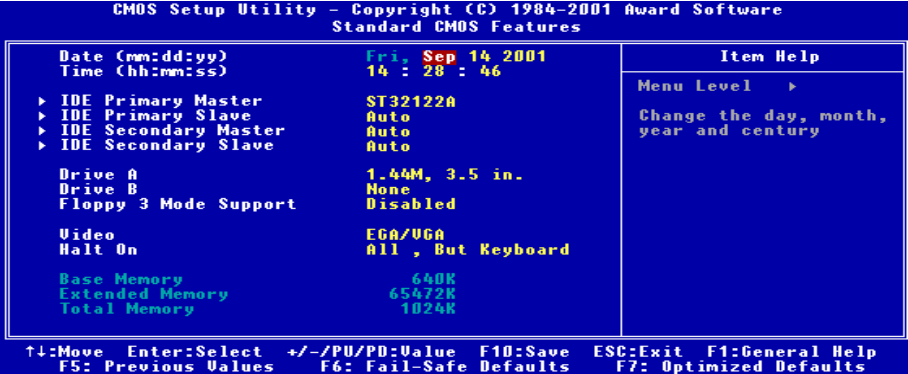 CMOS Setup Utility - Copyright (C) 1984-2001 Award Software
Standard CMOS Features
Date (mm:dd:yy) Fri, Sep 14 2001
Time (hh:mm:ss) 14 : 28 : 46
IDE Primary Master ST32122A
IDE Primary Slave Auto
IDE Secondary Master Auto
IDE Secondary Slave Auto
Drive A 1.44M, 3.5 in.
Drive B None
Floppy 3 Mode Support Disabled
Video EGA/VGA
Halt On All , But Keyboard
Base Memory 640K
Extended Memory 65472K
Total Memory 1024K
Item Help
Menu Level
Change the day, month,
year and century
↑↓:Move Enter:Select +/-/PU/PD:Value F10:Save ESC:Exit F1:General Help
F5: Previous Values F6: Fail-Safe Defaults F7: Optimized Defaults